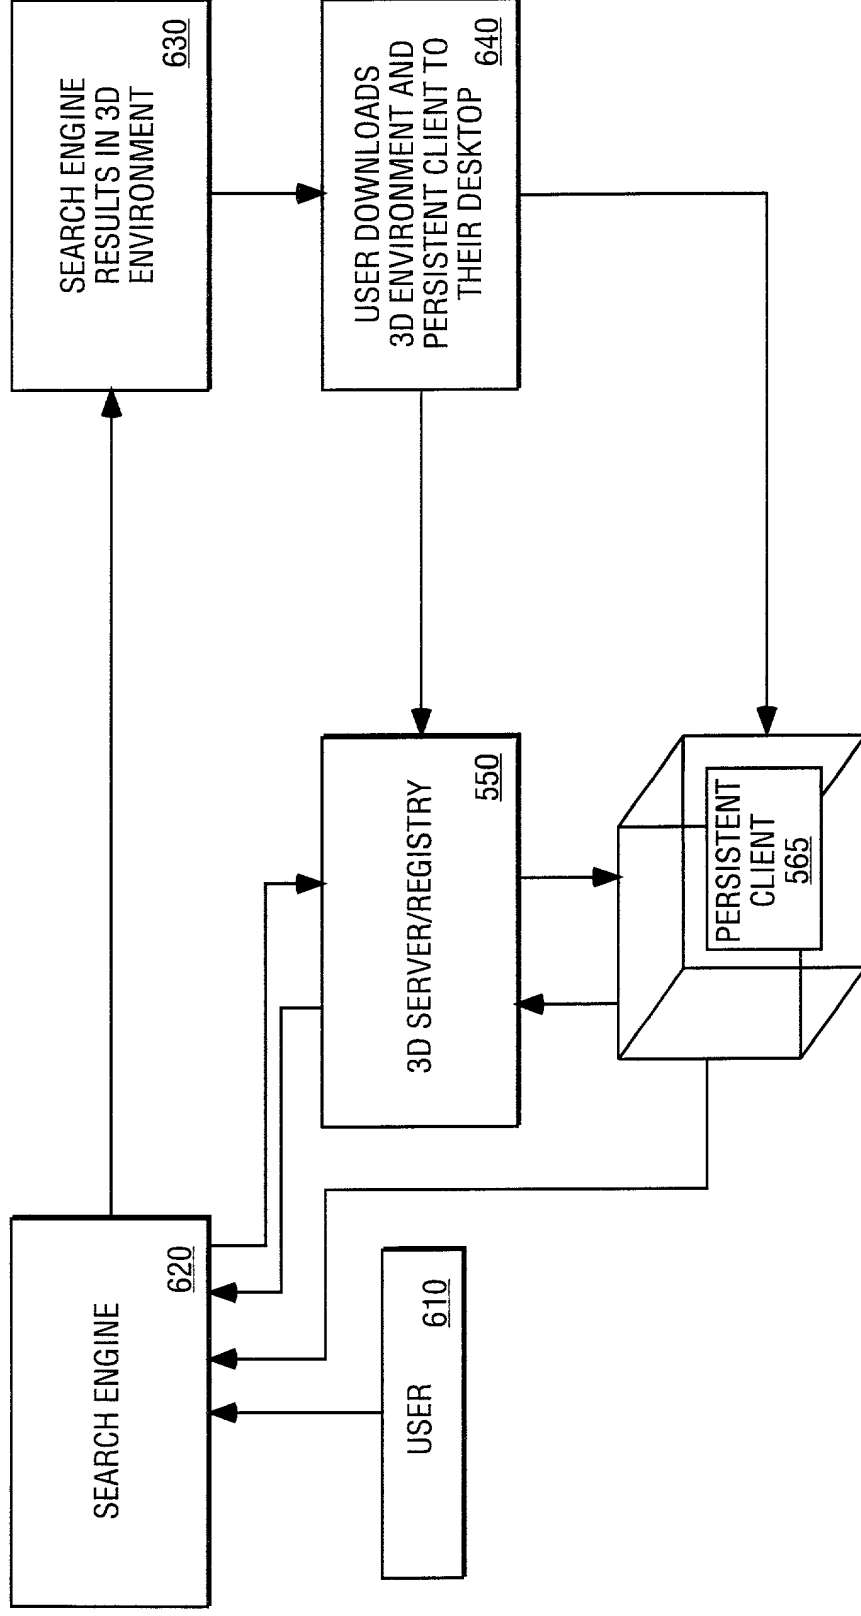 SEARCH ENGINE
620
USER
610
3D SERVER/REGISTRY
550
PERSISTENT
CLIENT
565
SEARCH ENGINE
RESULTS IN 3D
ENVIRONMENT
630
USER DOWNLOADS
3D ENVIRONMENT AND
PERSISTENT CLIENT TO
THEIR DESKTOP
640